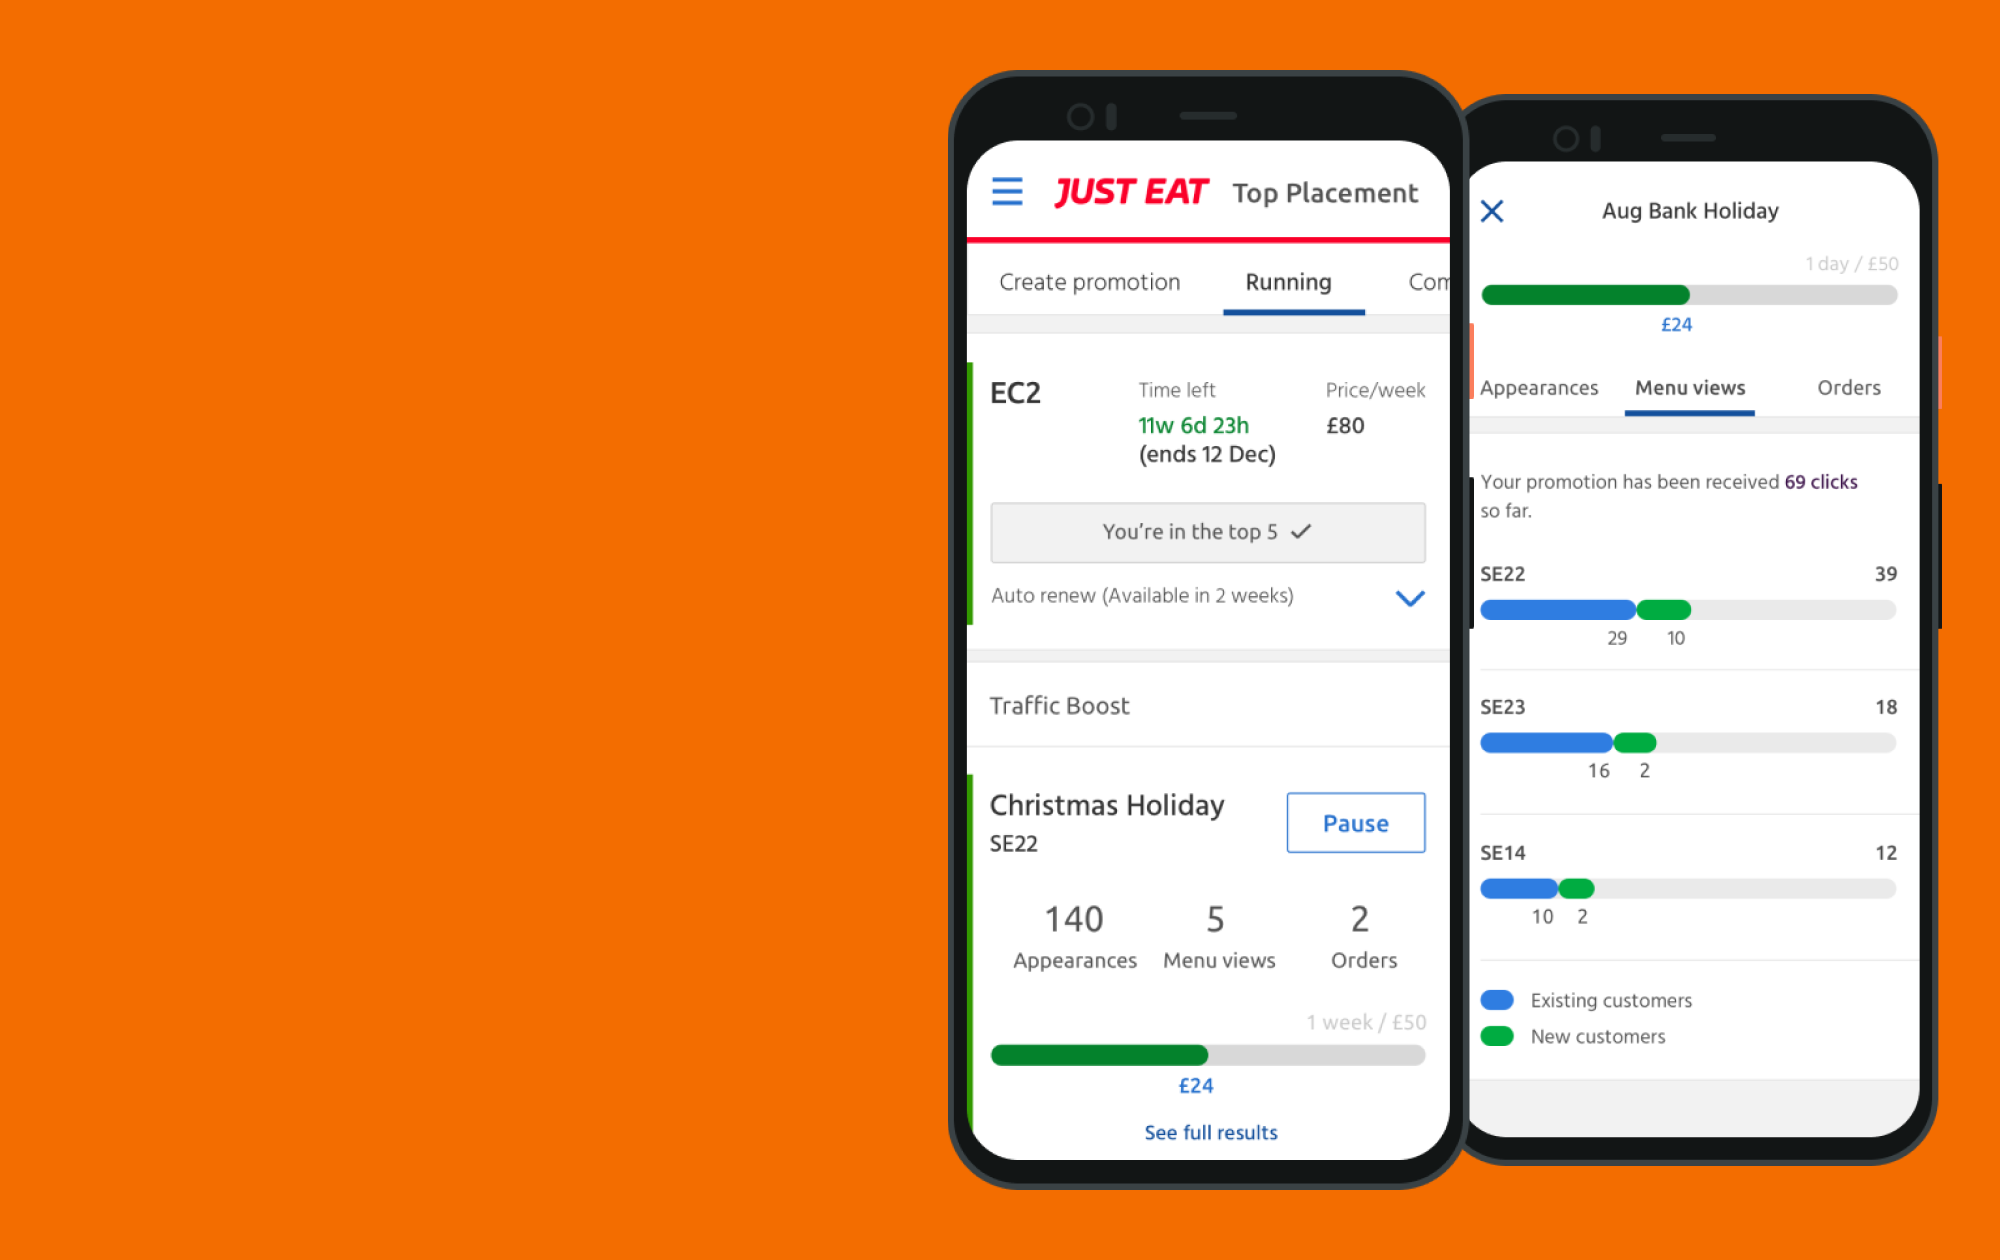 JUST EAT Top Placement
Create promotion Running Com
EC2
Time left
11w 6d 23h
(ends 12 Dec)
Price/week
£80
You're in the top 5
Auto renew (Available in 2 weeks)
Traffic Boost
Christmas Holiday
SE22
Pause
140 5 2
Appearances Menu views Orders
1 week / £50
£24
See full results
Aug Bank Holiday
1 day / £50
£24
Appearances Menu views Orders
Your promotion has been received 69 clicks
so far.
SE22 39
29 10
SE23 18
16 2
SE14 12
10 2
Existing customers
New customers